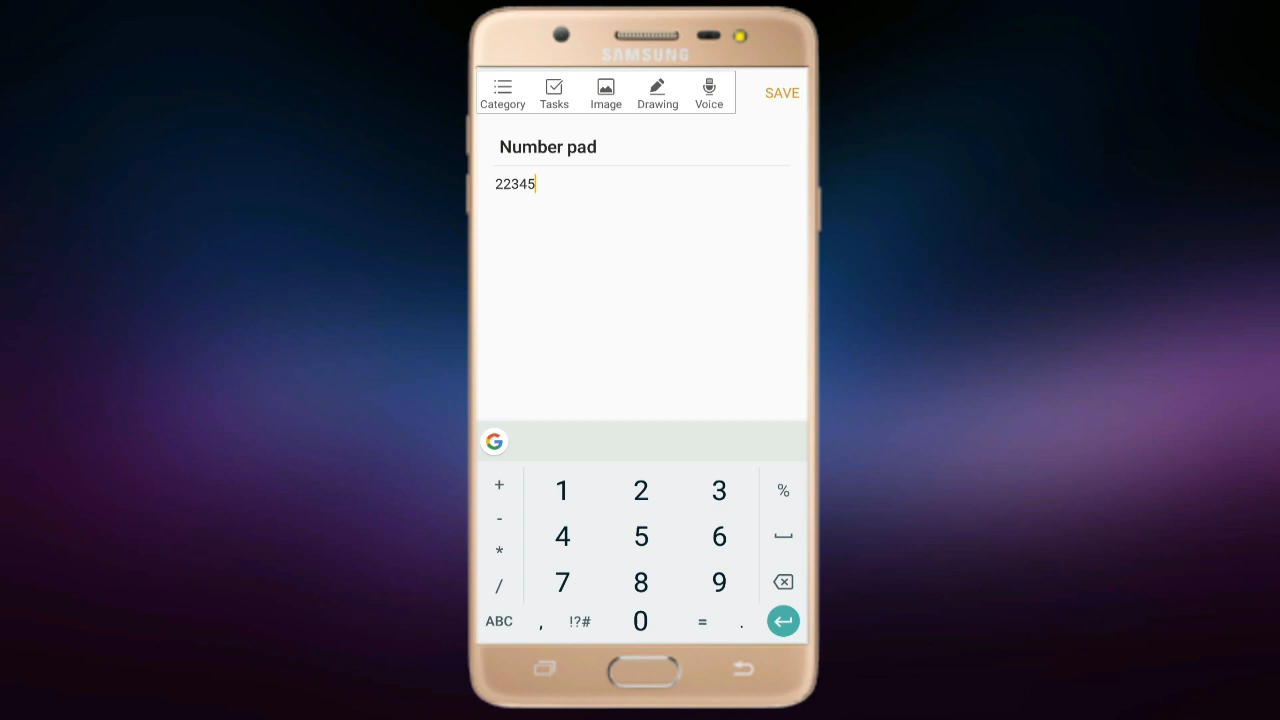 SAMSUNG
Category Tasks Image Drawing Voice SAVE
Number pad
22345
G
+ 1 2 3 %
-
* 4 5 6
/ 7 8 9
ABC , !?# 0 = .